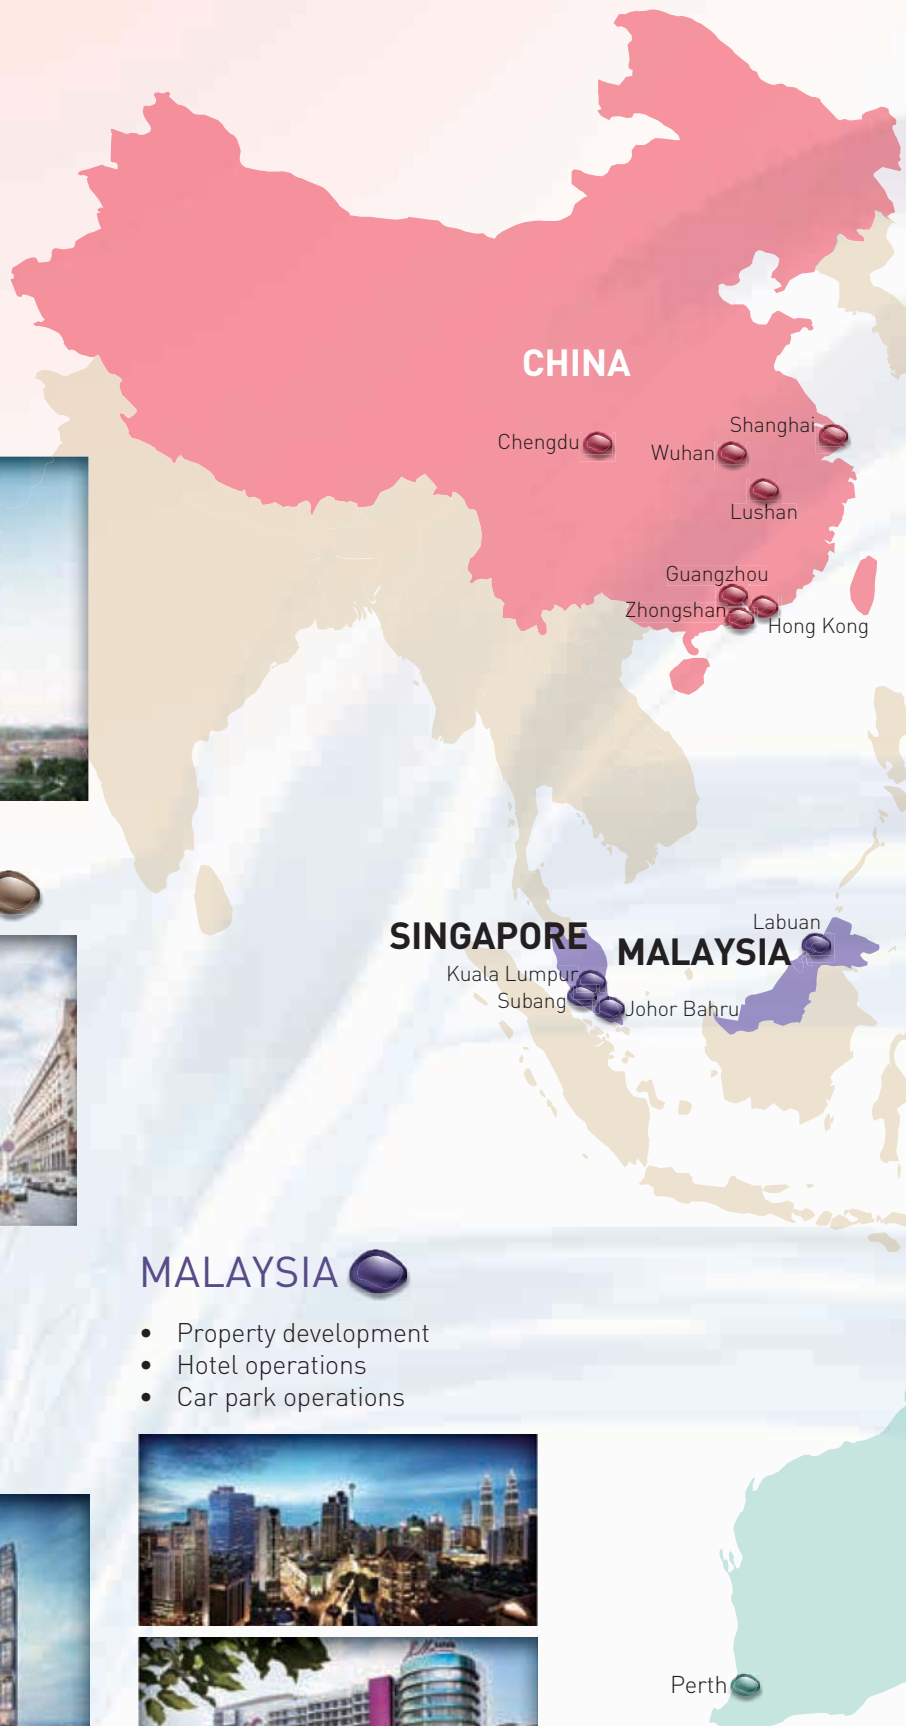 CHINA
Shanghai
Chengdu
Wuhan
Lushan
Guangzhou
Zhongshan
Hong Kong
Labuan
SINGAPORE
MALAYSIA
Kuala Lumpur
Subang
Johor Bahru
MALAYSIA
• Property development
• Hotel operations
• Car park operations
Perth